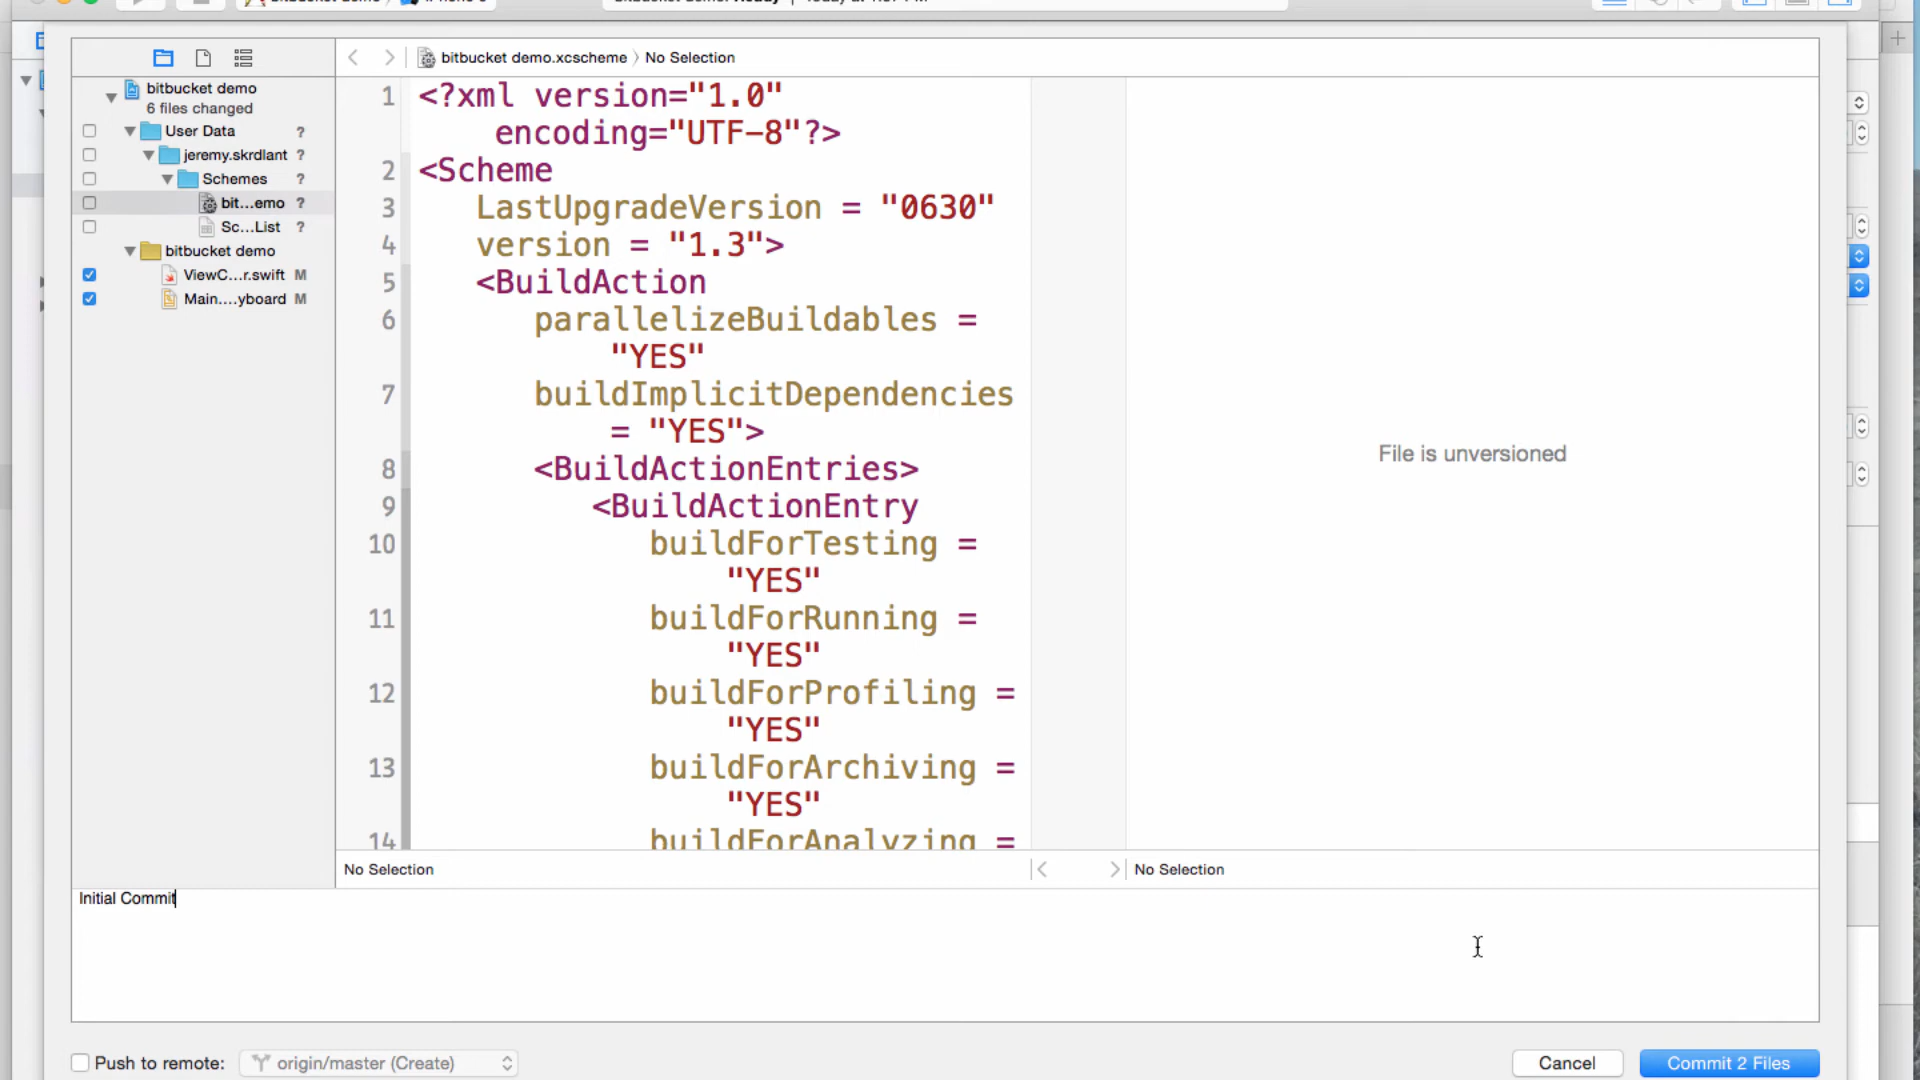 bitbucket demo.xcscheme 〉 No Selection
bitbucket demo
6 files changed
User Data ?
jeremy.skrdlant ?
Schemes ?
bit...emo ?
Sc...List ?
bitbucket demo
ViewC...r.swift M
Main....yboard M
1 <?xml version="1.0"
encoding="UTF-8"?>
2 <Scheme
3 LastUpgradeVersion = "0630"
4 version = "1.3">
5 <BuildAction
6 parallelizeBuildables =
"YES"
7 buildImplicitDependencies
= "YES">
8 <BuildActionEntries>
9 <BuildActionEntry
10 buildForTesting =
"YES"
11 buildForRunning =
"YES"
12 buildForProfiling =
"YES"
13 buildForArchiving =
"YES"
14 buildForAnalyzing =
File is unversioned
No Selection
No Selection
Initial Commit
Push to remote: origin/master (Create)
Cancel
Commit 2 Files